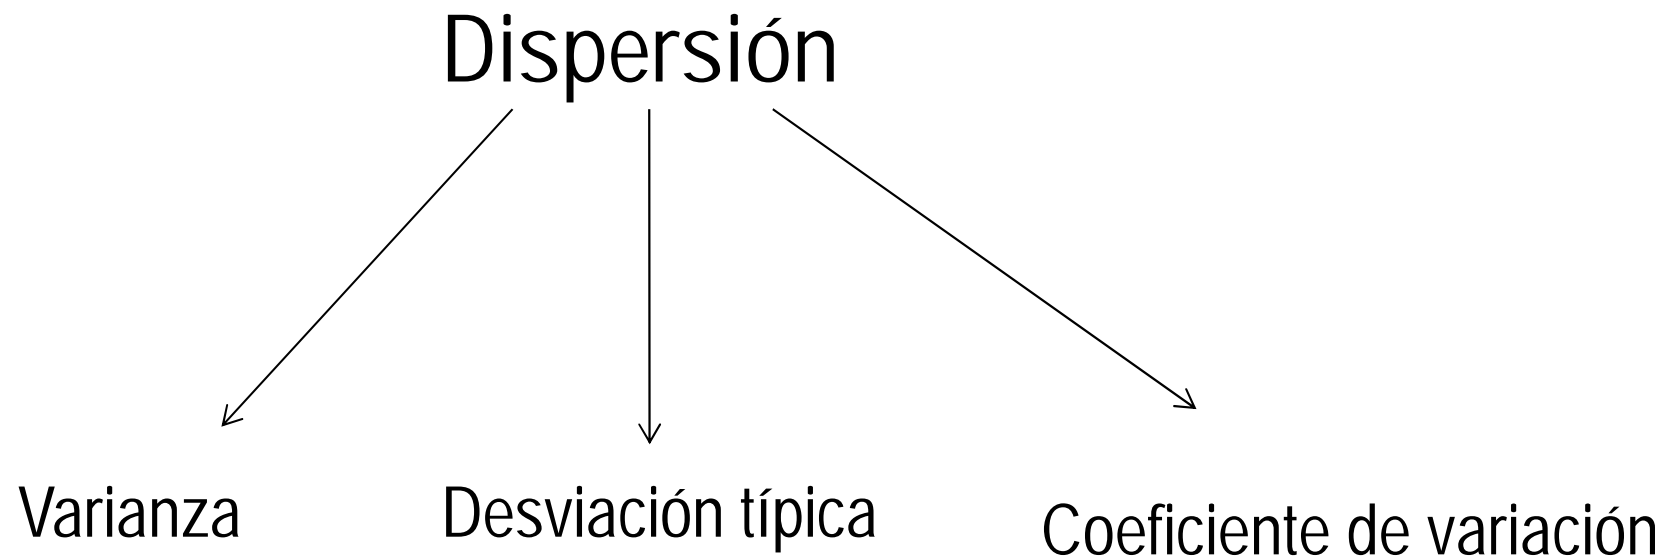 Dispersión
Varianza
Desviación típica
Coeficiente de variación